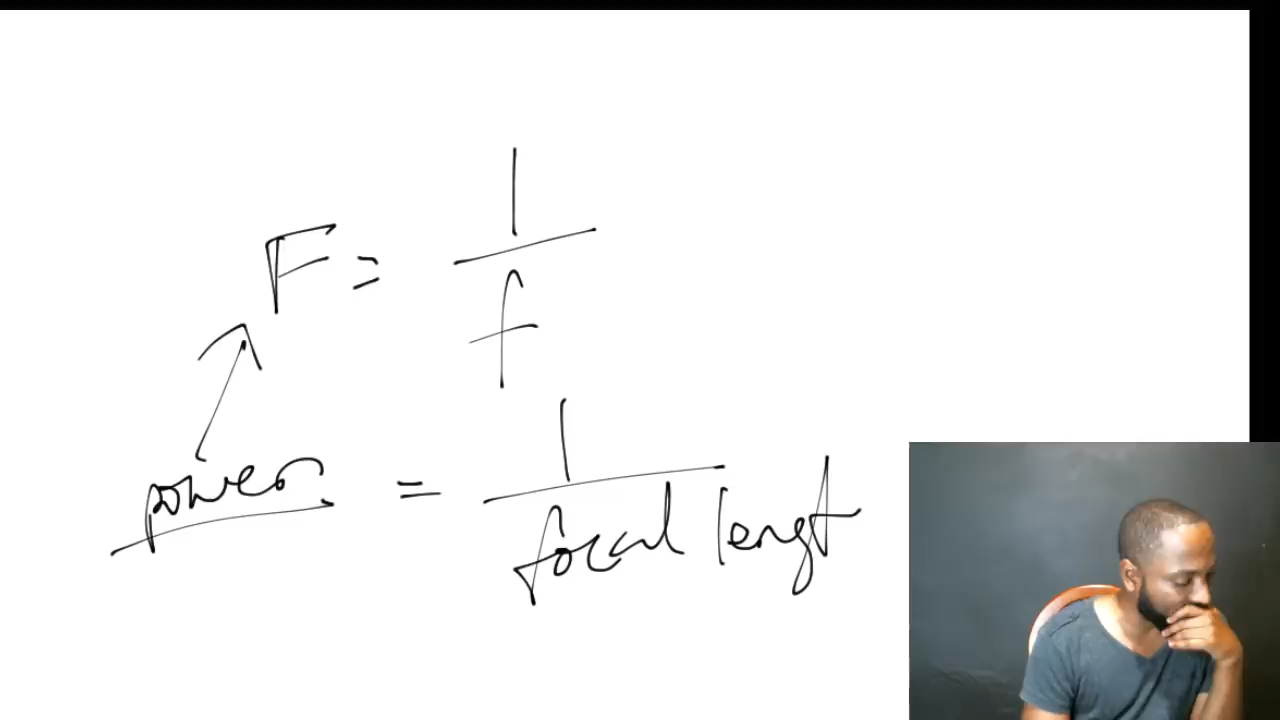 F = 1/f
power = 1/focal lengt